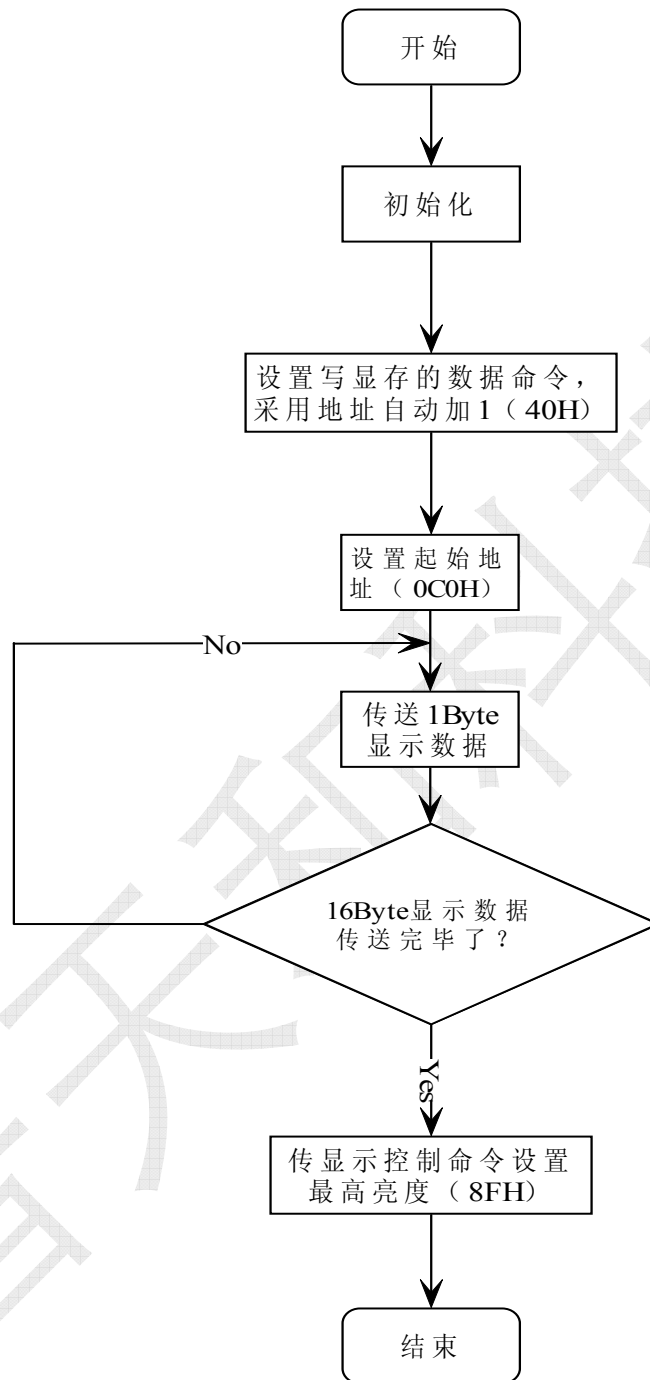 开始
初始化
设置写显存的数据命令，
采用地址自动加1（40H）
设置起始地
址（0C0H）
No
传送1Byte
显示数据
16Byte显示数据
传送完毕了？
Yes
传显示控制命令设置
最高亮度（8FH）
结束